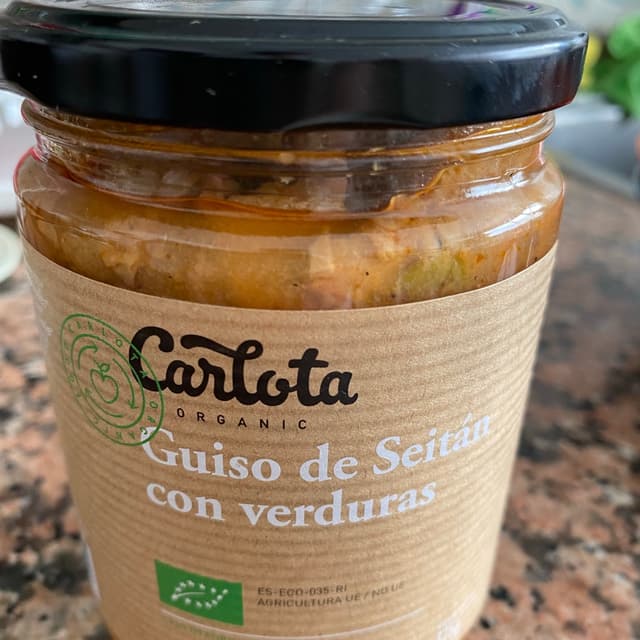 Carlota
ORGANIC
Guiso de Seitán
con verduras
ES-ECO-035-RI
AGRICULTURA UE / NO UE